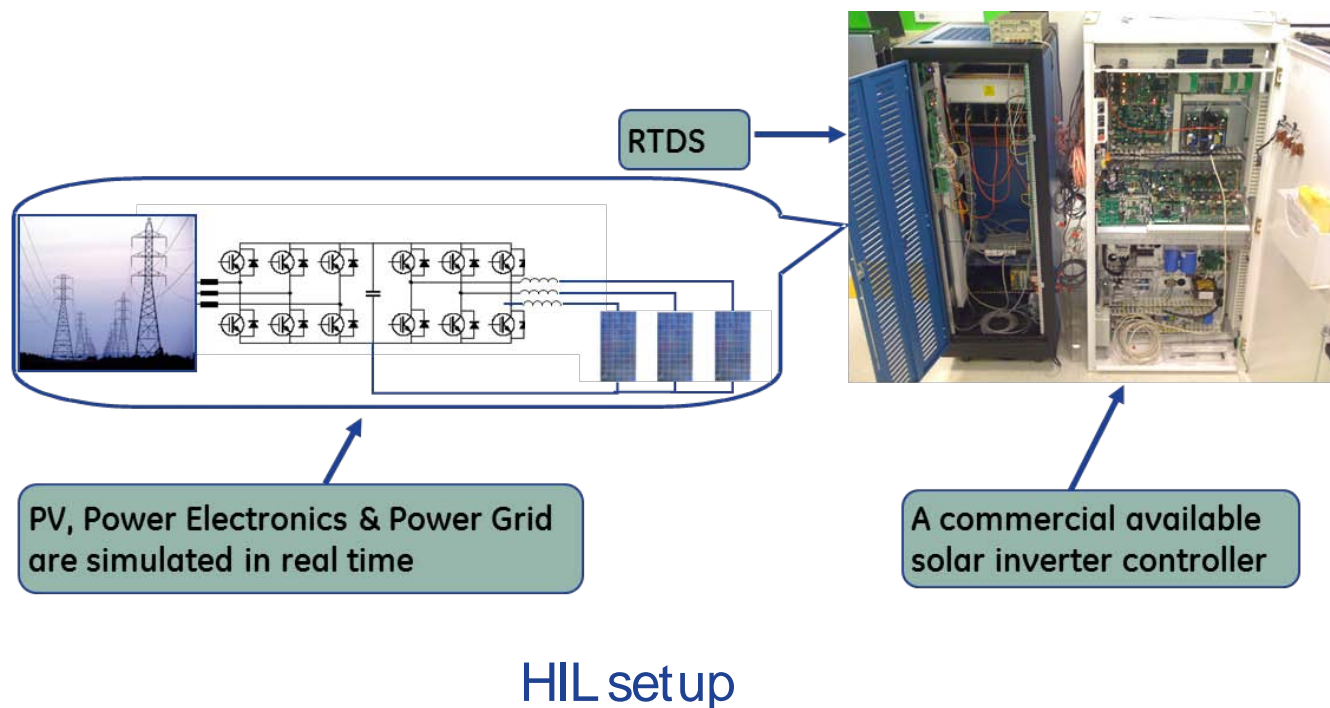 RTDS
PV, Power Electronics & Power Grid
are simulated in real time
A commercial available
solar inverter controller
HIL setup